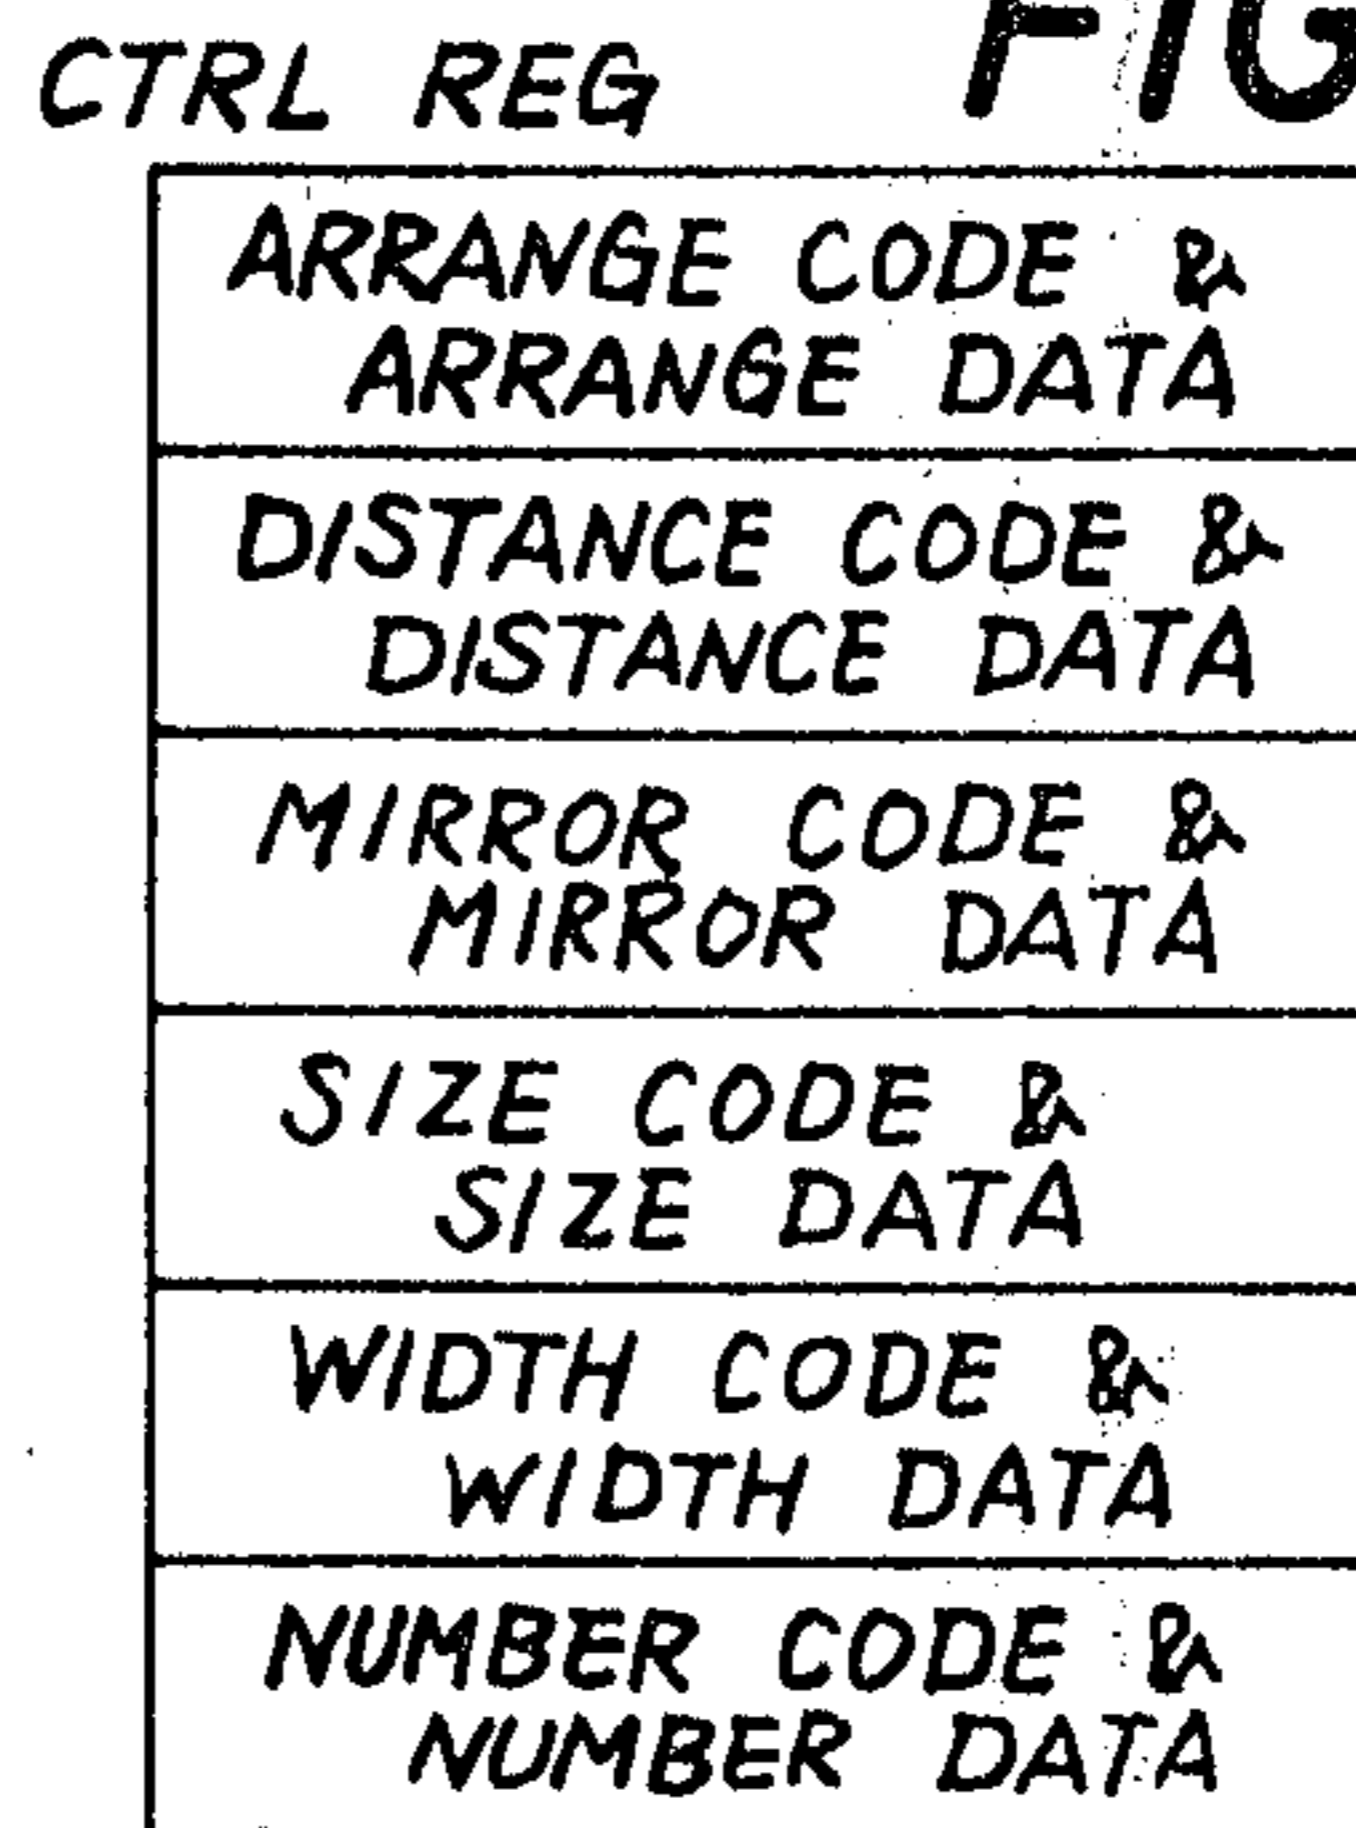 CTRL REG FIG
ARRANGE CODE &
ARRANGE DATA
DISTANCE CODE &
DISTANCE DATA
MIRROR CODE &
MIRROR DATA
SIZE CODE &
SIZE DATA
WIDTH CODE &
WIDTH DATA
NUMBER CODE &
NUMBER DATA